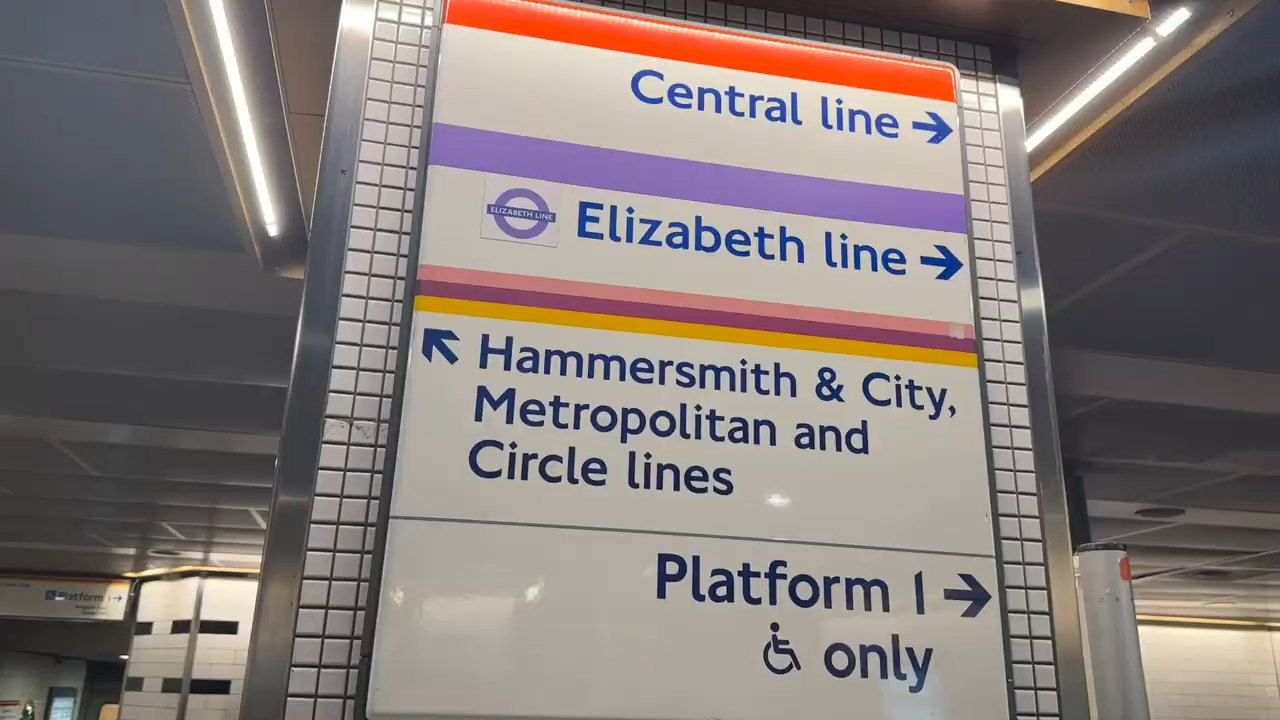 Central line →
ELIZABETH LINE
Elizabeth line →
↖ Hammersmith & City,
Metropolitan and
Circle lines
Platform 1 →
♿ only
Platform 1 →